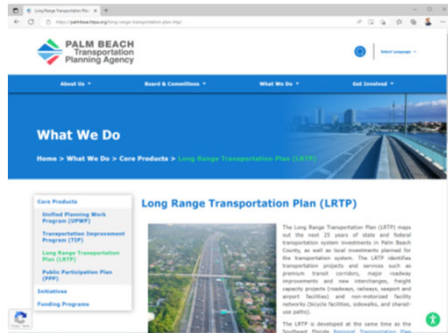 Long Range Transportation Plan (L
https://palmbeachtpa.org/long-range-transportation-plan-lrtp/
PALM BEACH
Transportation
Planning Agency
Select Language
About Us
Board & Committees
What We Do
Get Involved
What We Do
Home > What We Do > Core Products > Long Range Transportation Plan (LRTP)
Core Products
Unified Planning Work
Program (UPWP)
Transportation Improvement
Program (TIP)
Long Range Transportation
Plan (LRTP)
Public Participation Plan
(PPP)
Initiatives
Funding Programs
Long Range Transportation Plan (LRTP)
The Long Range Transportation Plan (LRTP) maps
out the next 25 years of state and federal
transportation system investments in Palm Beach
County, as well as local investments planned for
the transportation system. The LRTP identifies
transportation projects and services such as
premium transit corridors, major roadway
improvements and new interchanges, freight
capacity projects (roadways, railways, seaport and
airport facilities) and non-motorized facility
networks (bicycle facilities, sidewalks, and shared-
use paths).
The LRTP is developed at the same time as the
Southeast Florida Regional Transportation Plan